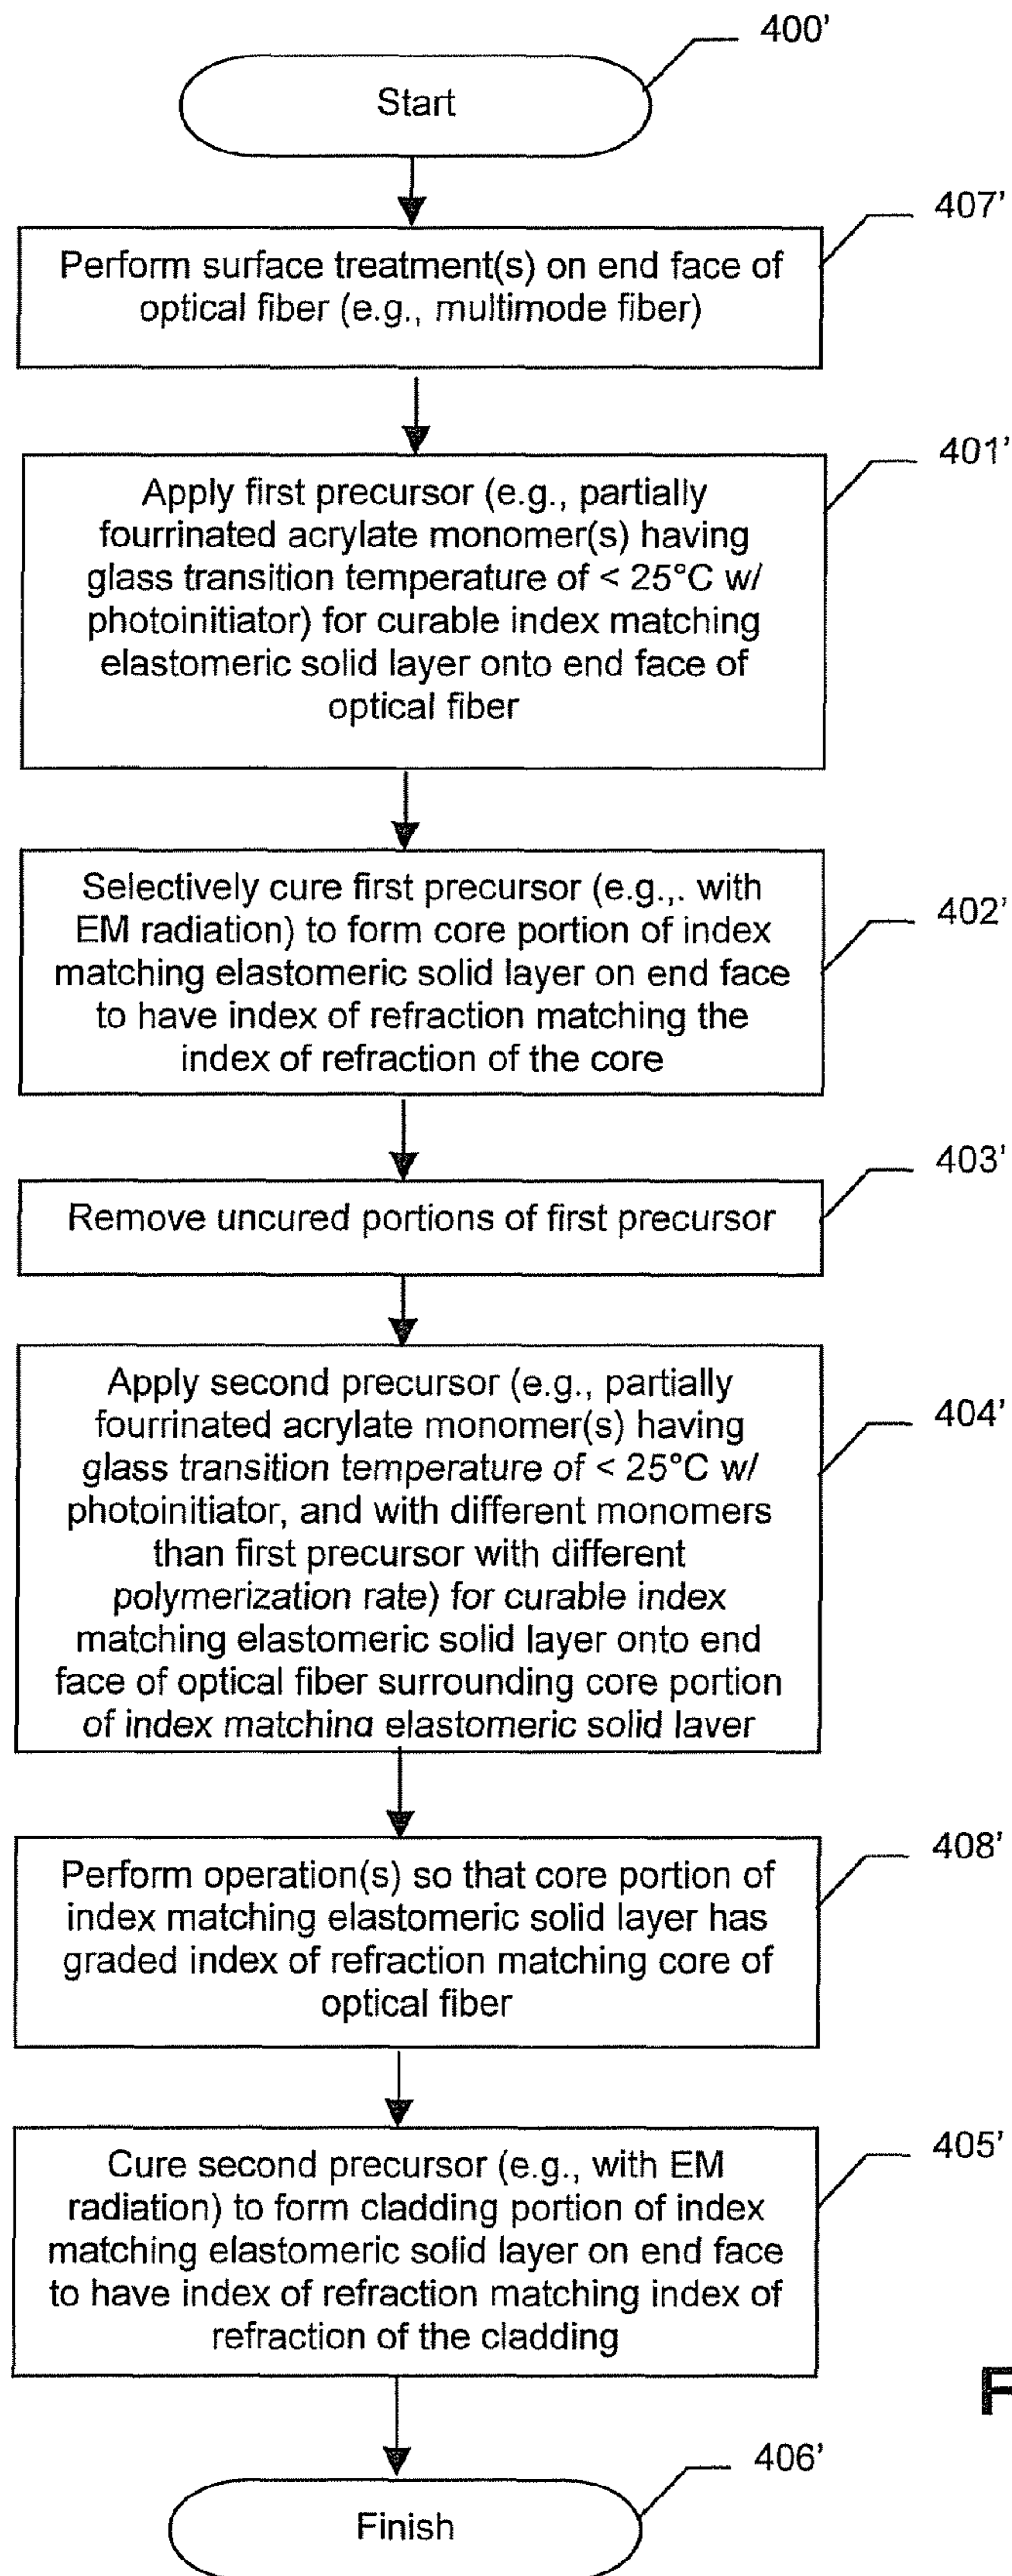 400'
Start
407'
Perform surface treatment(s) on end face of
optical fiber (e.g., multimode fiber)
401'
Apply first precursor (e.g., partially
fourrinated acrylate monomer(s) having
glass transition temperature of < 25°C w/
photoinitiator) for curable index matching
elastomeric solid layer onto end face of
optical fiber
402'
Selectively cure first precursor (e.g.,. with
EM radiation) to form core portion of index
matching elastomeric solid layer on end face
to have index of refraction matching the
index of refraction of the core
403'
Remove uncured portions of first precursor
404'
Apply second precursor (e.g., partially
fourrinated acrylate monomer(s) having
glass transition temperature of < 25°C w/
photoinitiator, and with different monomers
than first precursor with different
polymerization rate) for curable index
matching elastomeric solid layer onto end
face of optical fiber surrounding core portion
of index matching elastomeric solid layer
408'
Perform operation(s) so that core portion of
index matching elastomeric solid layer has
graded index of refraction matching core of
optical fiber
405'
Cure second precursor (e.g., with EM
radiation) to form cladding portion of index
matching elastomeric solid layer on end face
to have index of refraction matching index of
refraction of the cladding
F
406'
Finish